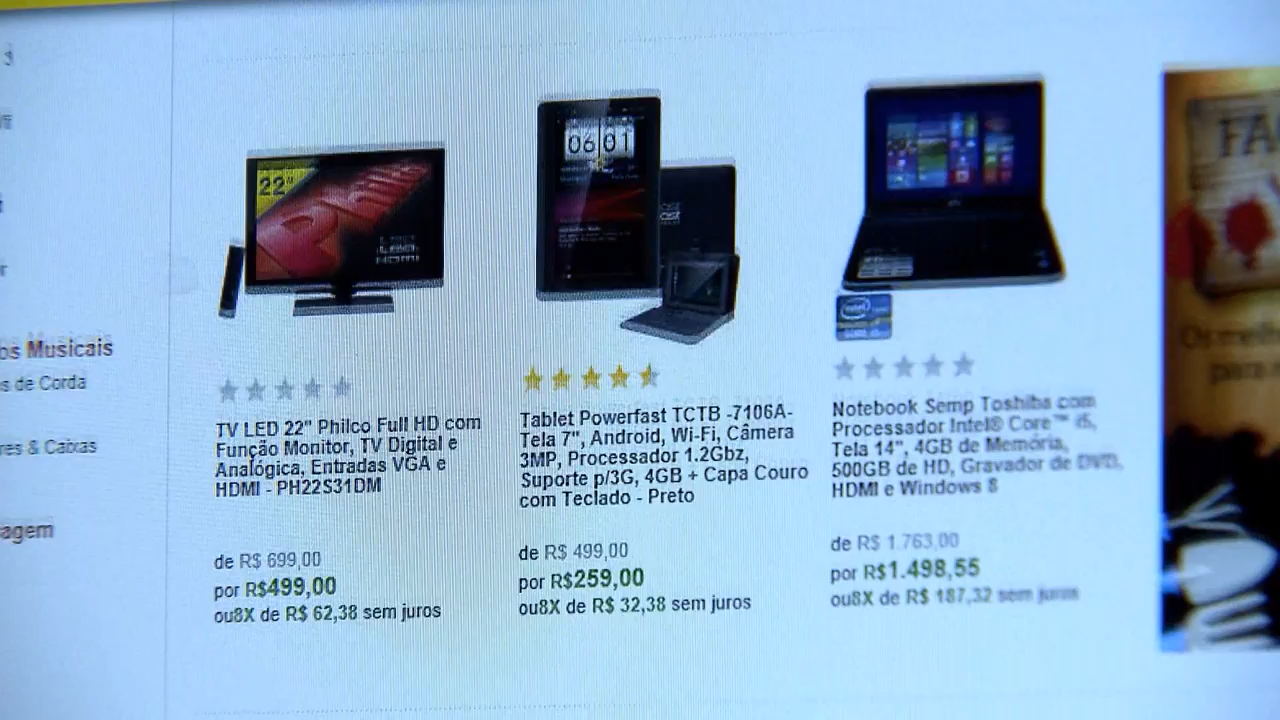 os Musicais
s de Corda
res & Caixas
agem
22"
TV LED 22" Philco Full HD com
Função Monitor, TV Digital e
Analógica, Entradas VGA e
HDMI - PH22S31DM
de R$ 699,00
por R$499,00
ou8X de R$ 62,38 sem juros
06 01
Tablet Powerfast TCTB -7106A-
Tela 7", Android, Wi-Fi, Câmera
3MP, Processador 1.2Gbz,
Suporte p/3G, 4GB + Capa Couro
com Teclado - Preto
de R$ 499,00
por R$259,00
ou8X de R$ 32,38 sem juros
intel
Notebook Semp Toshiba com
Processador Intel® Core™ i5,
Tela 14", 4GB de Memória,
500GB de HD, Gravador de DVD,
HDMI e Windows 8
de R$ 1.763,00
por R$1.498,55
ou8X de R$ 187,32 sem juros
FA